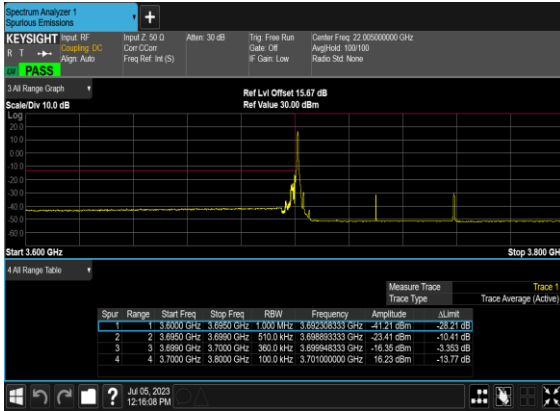 Spectrum Analyzer 1
Spurious Emissions
KEYSIGHT Input: RF Input Z: 50 Ω Atten: 30 dB Trig: Free Run Center Freq: 22.005000000 GHz
R T Coupling: DC Corr CCorr Gate: Off Avg|Hold: 100/100
Align: Auto Freq Ref: Int (S) IF Gain: Low Radio Std: None
PASS
3 All Range Graph
Ref Lvl Offset 15.67 dB
Scale/Div 10.0 dB Ref Value 30.00 dBm
Log
20.0
10.0
0.00
-10.0
-20.0
-30.0
-40.0
-50.0
-60.0
Start 3.600 GHz Stop 3.800 GH
4 All Range Table
Measure Trace Trace 1
Trace Type Trace Average (Active)
Spur Range Start Freq Stop Freq RBW Frequency Amplitude ΔLimit
1 1 3.6000 GHz 3.6950 GHz 1.000 MHz 3.692308333 GHz -41.21 dBm -28.21 dB
2 2 3.6950 GHz 3.6990 GHz 510.0 kHz 3.698893333 GHz -23.41 dBm -10.41 dB
3 3 3.6990 GHz 3.7000 GHz 360.0 kHz 3.699948333 GHz -16.35 dBm -3.353 dB
4 4 3.7000 GHz 3.8000 GHz 100.0 kHz 3.701000000 GHz 16.23 dBm -13.77 dB
Jul 05, 2023
12:16:08 PM